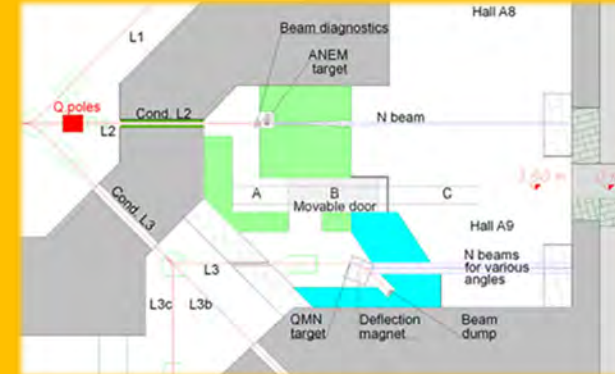 Hall A8
L1
Beam diagnostics
ANEM
target
Q poles
Cond. L2
L2
N beam
Cond. L3
A
B
C
Movable door
Hall A9
L3
N beams
for various
angles
L3c
L3b
QMN
target
Deflection
magnet
Beam
dump